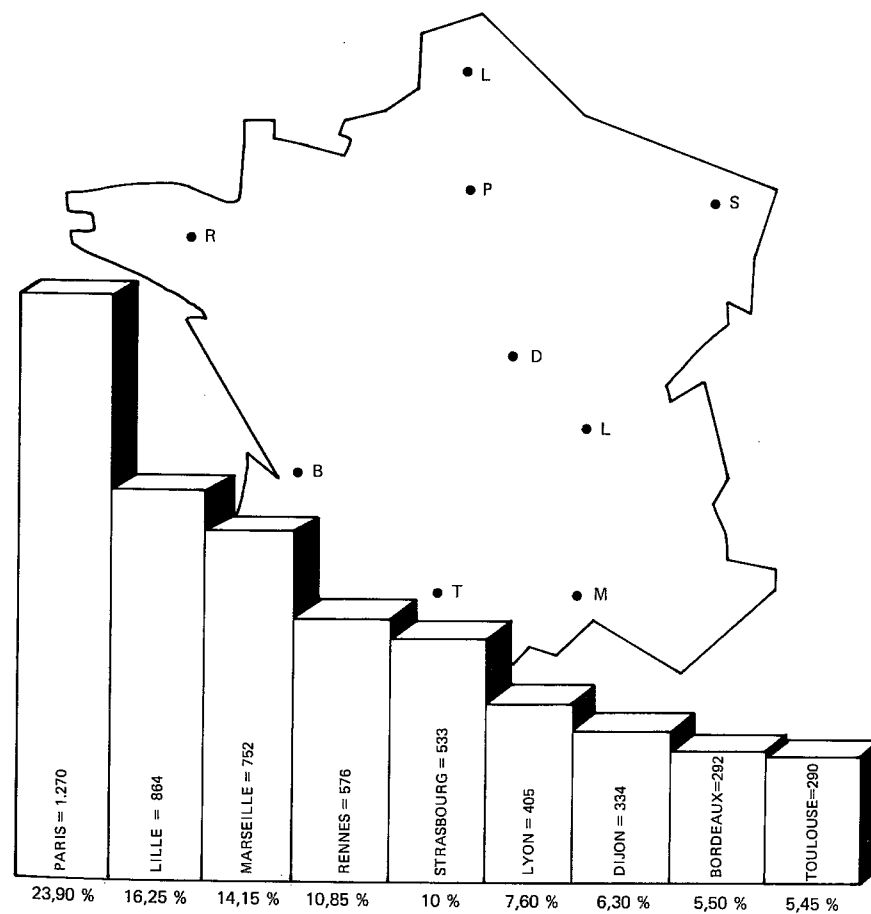 L
P
S
R
D
L
B
T
M
PARIS = 1.270
LILLE = 864
MARSEILLE = 752
RENNES = 576
STRASBOURG = 533
LYON = 405
DIJON = 334
BORDEAUX=292
TOULOUSE=290
23,90 % 16,25 % 14,15 % 10,85 % 10 % 7,60 % 6,30 % 5,50 % 5,45 %